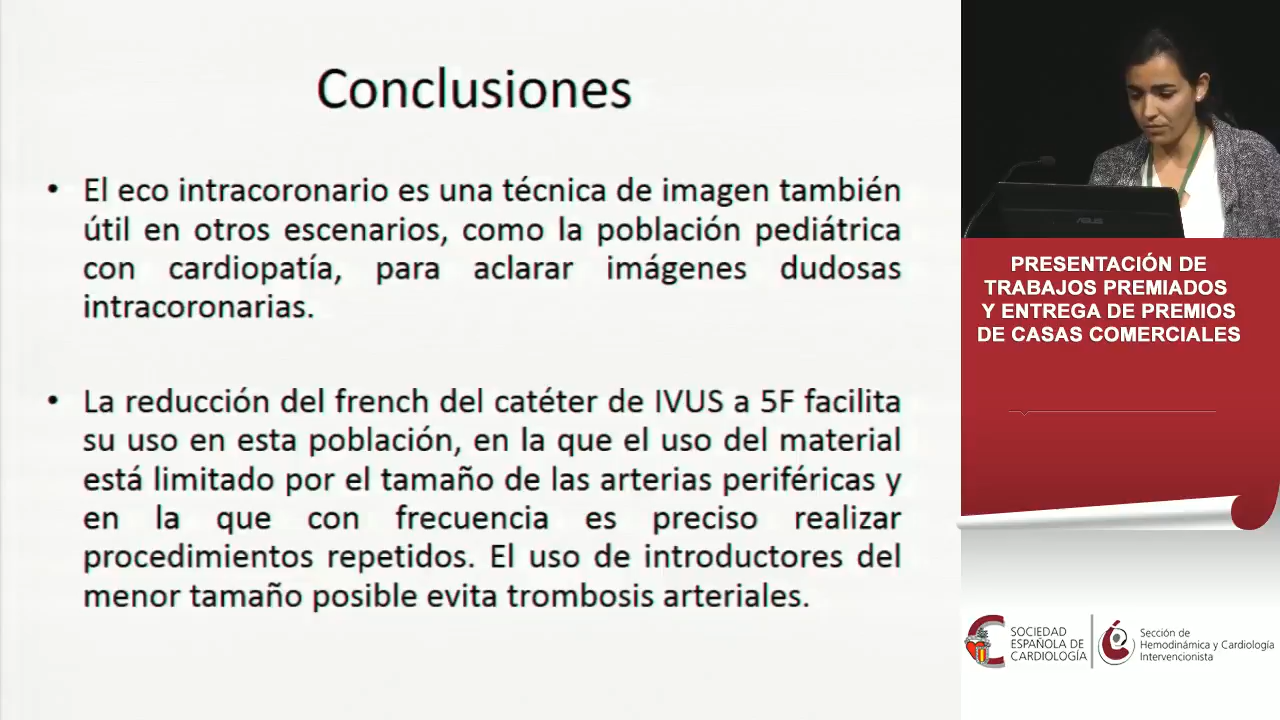 Conclusiones
• El eco intracoronario es una técnica de imagen también
útil en otros escenarios, como la población pediátrica
con cardiopatía, para aclarar imágenes dudosas
intracoronarias.
• La reducción del french del catéter de IVUS a 5F facilita
su uso en esta población, en la que el uso del material
está limitado por el tamaño de las arterias periféricas y
en la que con frecuencia es preciso realizar
procedimientos repetidos. El uso de introductores del
menor tamaño posible evita trombosis arteriales.
ASUS
PRESENTACIÓN DE
TRABAJOS PREMIADOS
Y ENTREGA DE PREMIOS
DE CASAS COMERCIALES
SOCIEDAD
ESPAÑOLA DE
CARDIOLOGÍA
Sección de
Hemodinámica y Cardiología
Intervencionista